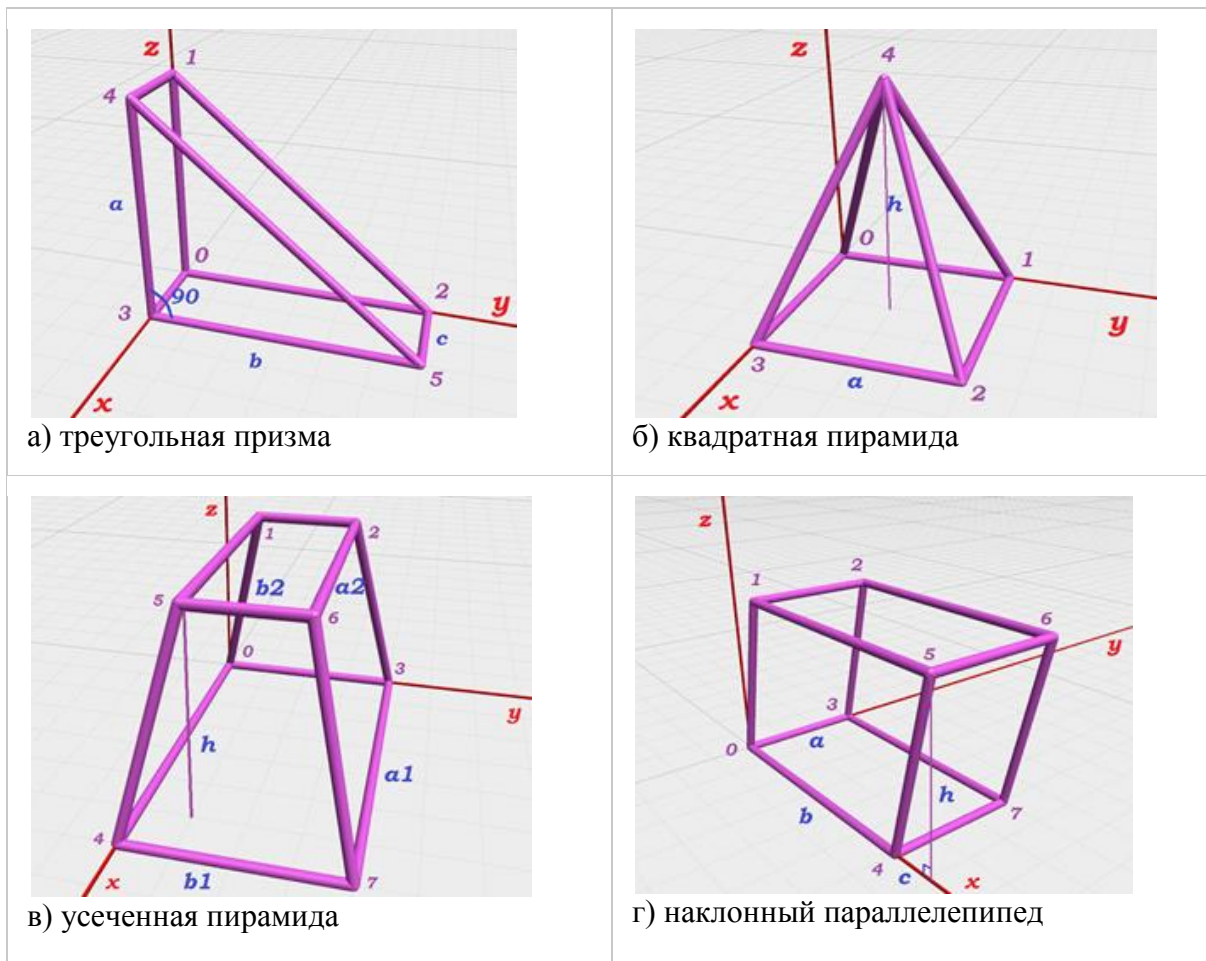 z
1
4
a
0
90
3
2
y
b
c
5
x
а) треугольная призма
z
4
h
0
1
y
3
a
2
x
б) квадратная пирамида
z
1
2
b2
a2
5
6
0
3
y
h
a1
4
x
b1
7
в) усеченная пирамида
z
1
2
6
5
y
3
0
a
h
b
7
4
c
x
г) наклонный параллелепипед